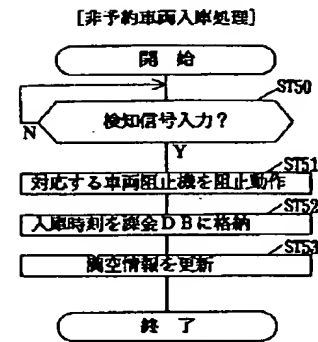 [非予約車両入庫処理]
開 始
ST50
検知信号入力？
N
Y
ST51
対応する車両阻止機を阻止動作
ST52
入庫時刻を課金DBに格納
ST53
満空情報を更新
終 了